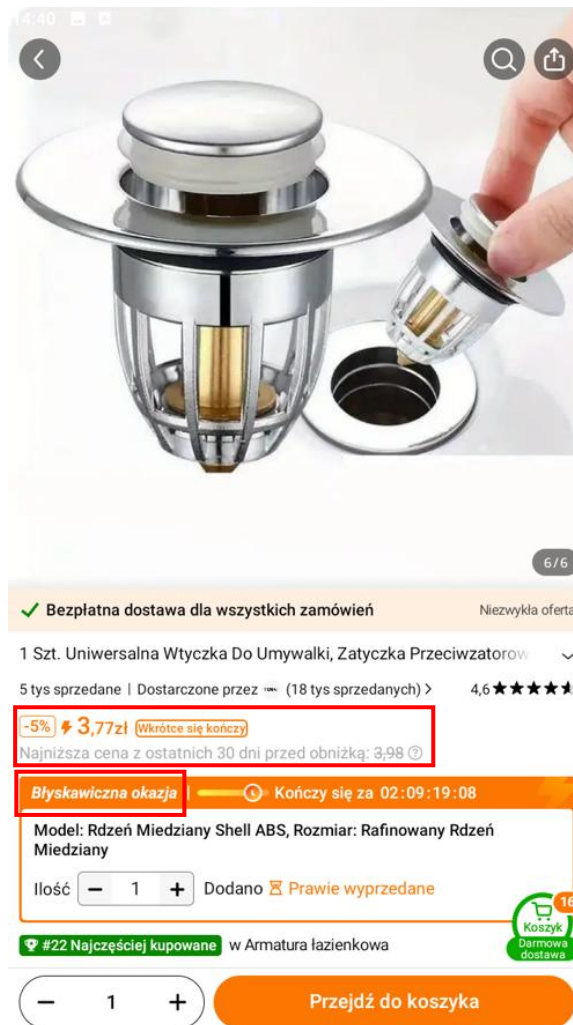 14:40
6/6
Bezpłatna dostawa dla wszystkich zamówień Niezwykła oferta
1 Szt. Uniwersalna Wtyczka Do Umywalki, Zatyczka Przeciwzatorow
5 tys sprzedane | Dostarczone przez (18 tys sprzedanych) > 4,6
-5% 3,77zł Wkrótce się kończy
Najniższa cena z ostatnich 30 dni przed obniżką: 3,98
Błyskawiczna okazja | Kończy się za 02:09:19:08
Model: Rdzeń Miedziany Shell ABS, Rozmiar: Rafinowany Rdzeń
Miedziany
Ilość − 1 + Dodano Prawie wyprzedane
16
Koszyk
Darmowa
dostawa
#22 Najczęściej kupowane w Armatura łazienkowa
− 1 + Przejdź do koszyka